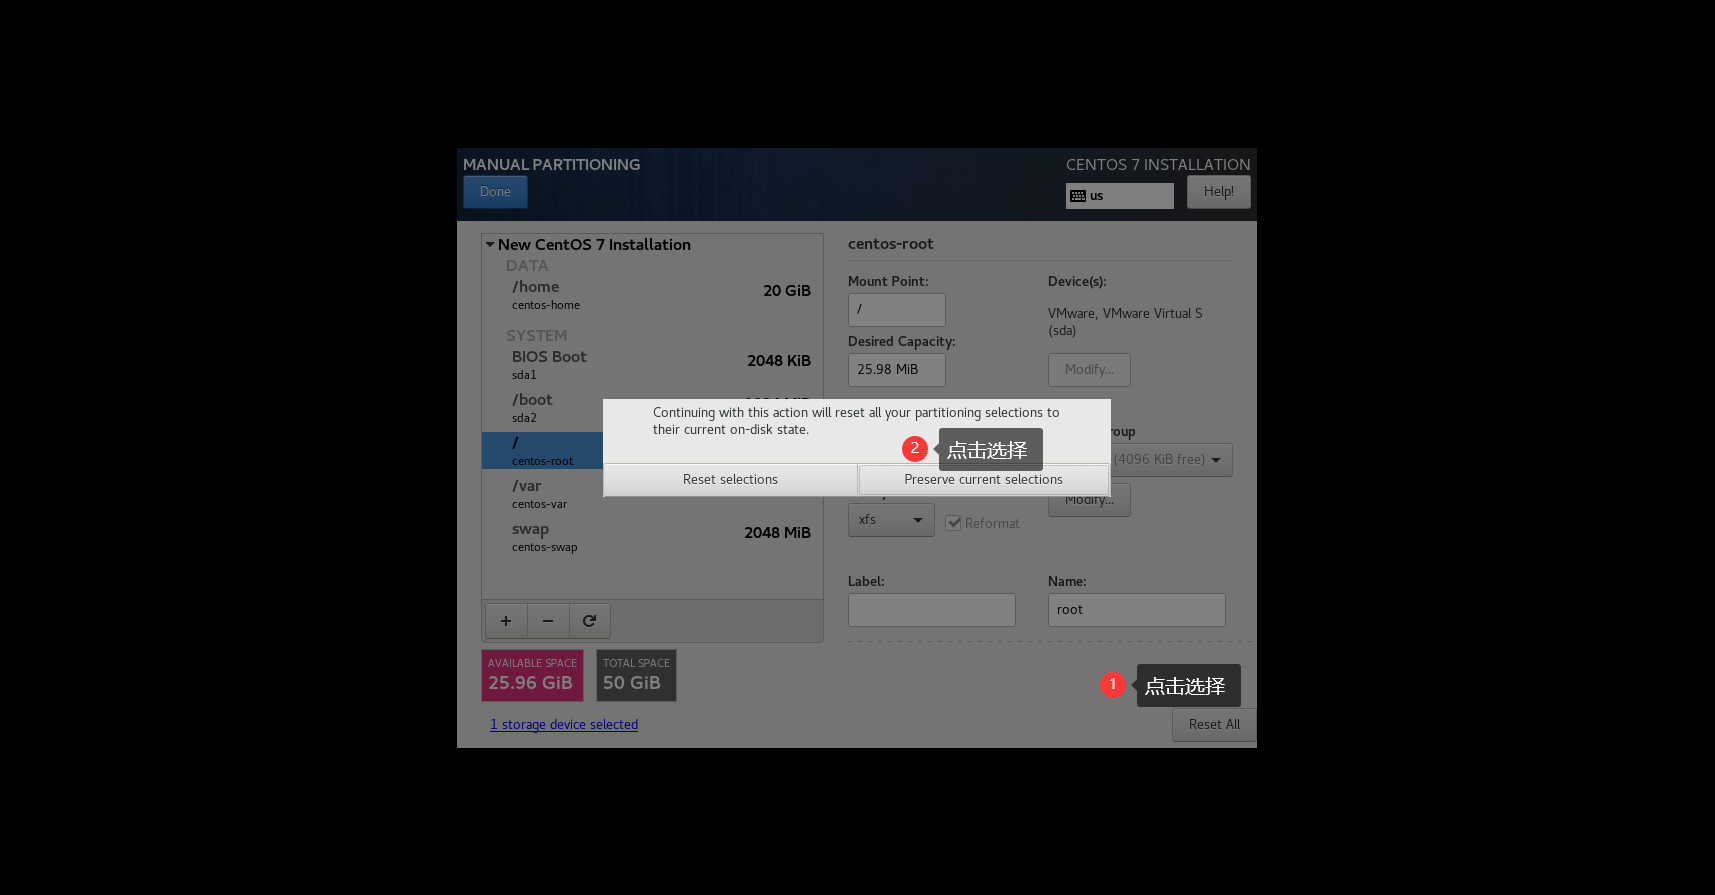 MANUAL PARTITIONING
CENTOS 7 INSTALLATION
Done
us
Help!
New CentOS 7 Installation
DATA
/home
20 GiB
centos-home
SYSTEM
BIOS Boot
2048 KiB
sda1
/boot
sda2
/
centos-root
/var
centos-var
swap
2048 MiB
centos-swap
+ −
AVAILABLE SPACE
25.96 GiB
TOTAL SPACE
50 GiB
1 storage device selected
centos-root
Mount Point:
/
Desired Capacity:
25.98 MiB
Device(s):
VMware, VMware Virtual S
(sda)
Modify...
(4096 KiB free)
Modify...
xfs
Reformat
Label:
Name:
root
Continuing with this action will reset all your partitioning selections to
their current on-disk state.
2 点击选择
Reset selections
Preserve current selections
1 点击选择
Reset All